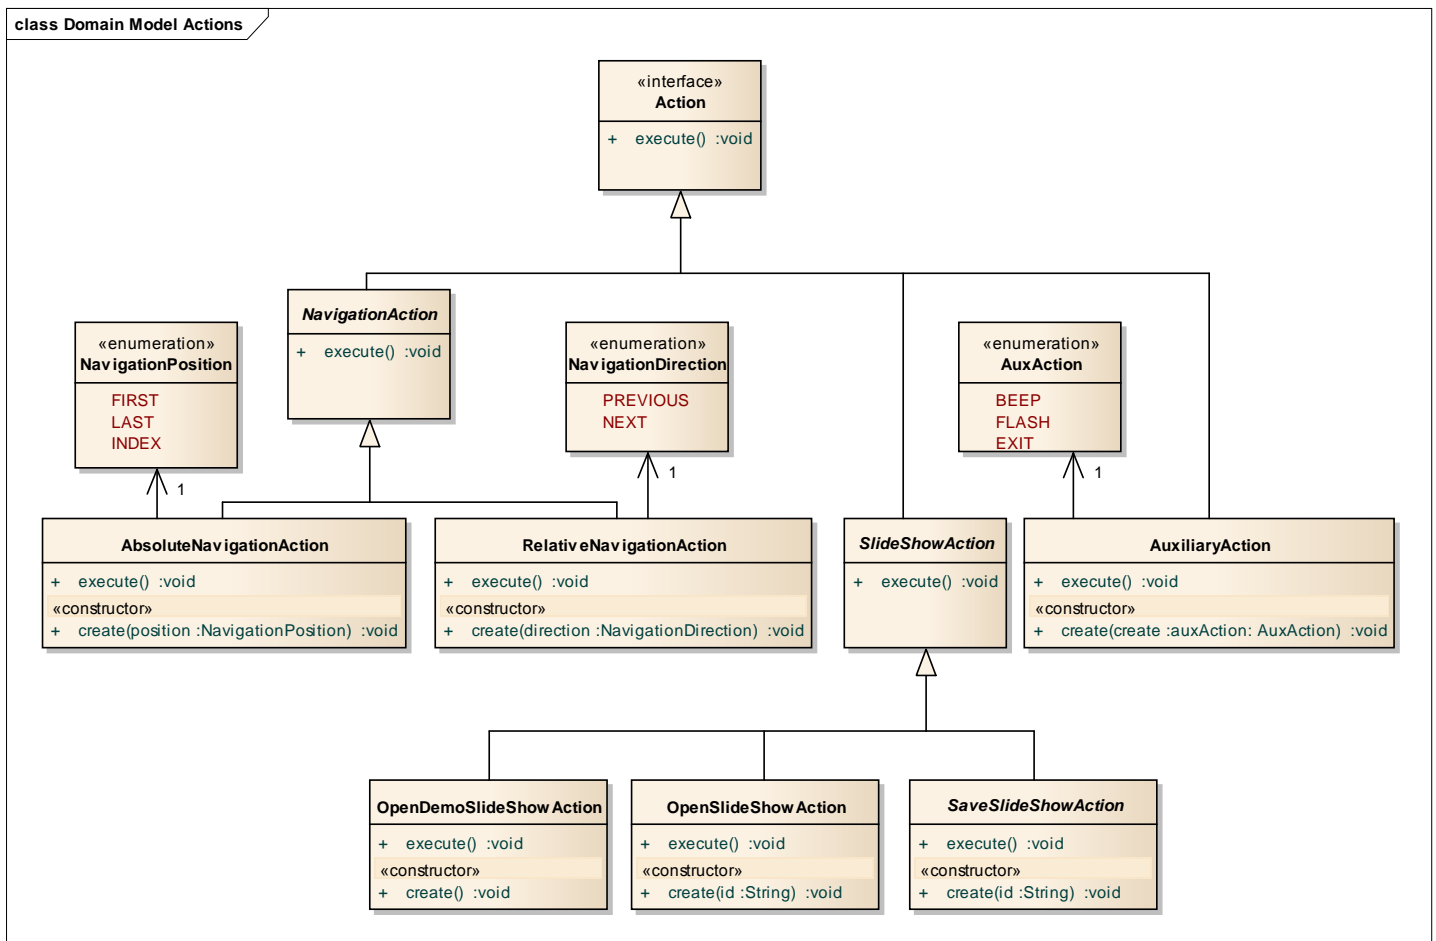 class Domain Model Actions
«interface»
Action
+ execute() :void
NavigationAction
+ execute() :void
«enumeration»
NavigationPosition
FIRST
LAST
INDEX
«enumeration»
NavigationDirection
PREVIOUS
NEXT
«enumeration»
AuxAction
BEEP
FLASH
EXIT
1
1
1
AbsoluteNavigationAction
+ execute() :void
«constructor»
+ create(position :NavigationPosition) :void
RelativeNavigationAction
+ execute() :void
«constructor»
+ create(direction :NavigationDirection) :void
SlideShowAction
+ execute() :void
AuxiliaryAction
+ execute() :void
«constructor»
+ create(create :auxAction: AuxAction) :void
OpenDemoSlideShowAction
+ execute() :void
«constructor»
+ create() :void
OpenSlideShowAction
+ execute() :void
«constructor»
+ create(id :String) :void
SaveSlideShowAction
+ execute() :void
«constructor»
+ create(id :String) :void